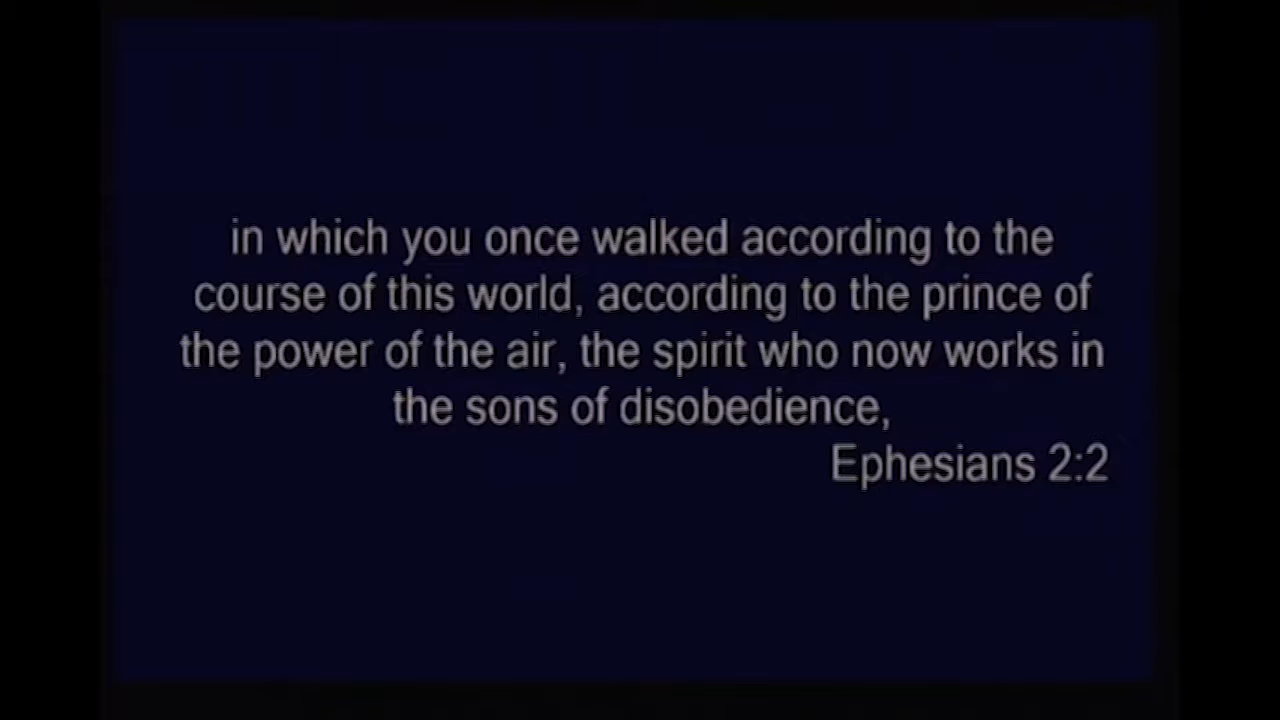 in which you once walked according to the
course of this world, according to the prince of
the power of the air, the spirit who now works in
the sons of disobedience,
Ephesians 2:2